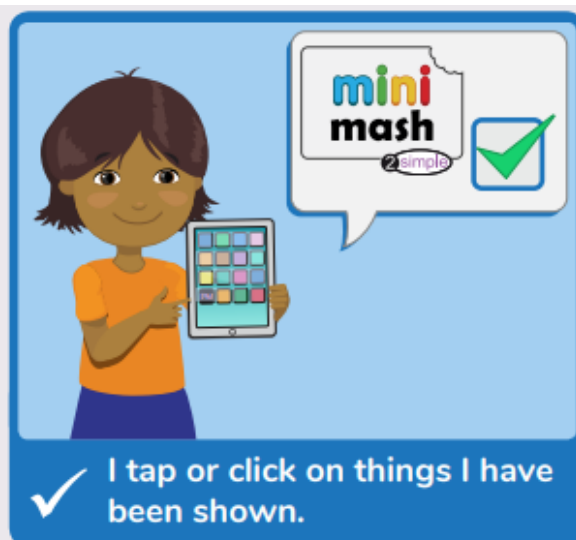 mini
mash
2simple
I tap or click on things I have
been shown.